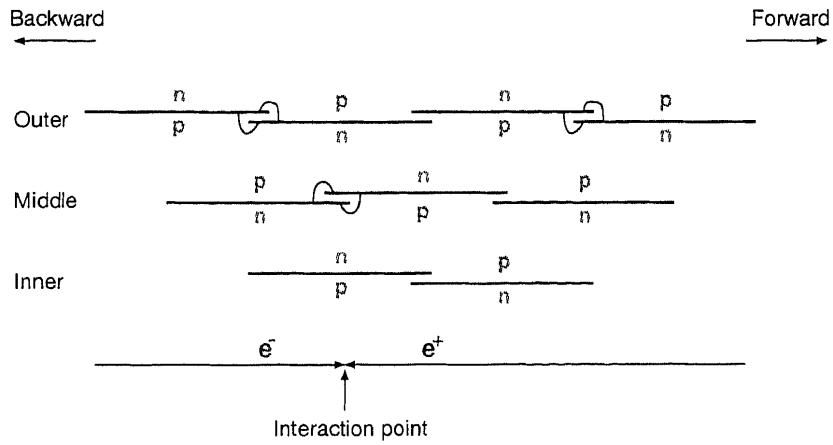 Backward Forward
n p n p
Outer
p n p n
p n p
Middle
n p n
n p
Inner
p n
e⁻ e⁺
Interaction point